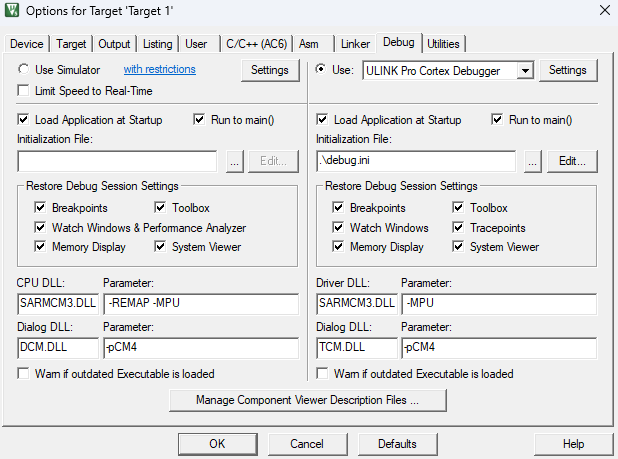 Options for Target 'Target 1'
Device Target Output Listing User C/C++ (AC6) Asm Linker Debug Utilities
Use Simulator with restrictions Settings
Limit Speed to Real-Time
Load Application at Startup Run to main()
Initialization File:
... Edit...
Restore Debug Session Settings
Breakpoints Toolbox
Watch Windows & Performance Analyzer
Memory Display System Viewer
CPU DLL: Parameter:
SARMCM3.DLL -REMAP -MPU
Dialog DLL: Parameter:
DCM.DLL -pCM4
Warn if outdated Executable is loaded
Use: ULINK Pro Cortex Debugger Settings
Load Application at Startup Run to main()
Initialization File:
.\debug.ini ... Edit...
Restore Debug Session Settings
Breakpoints Toolbox
Watch Windows Tracepoints
Memory Display System Viewer
Driver DLL: Parameter:
SARMCM3.DLL -MPU
Dialog DLL: Parameter:
TCM.DLL -pCM4
Warn if outdated Executable is loaded
Manage Component Viewer Description Files ...
OK Cancel Defaults Help